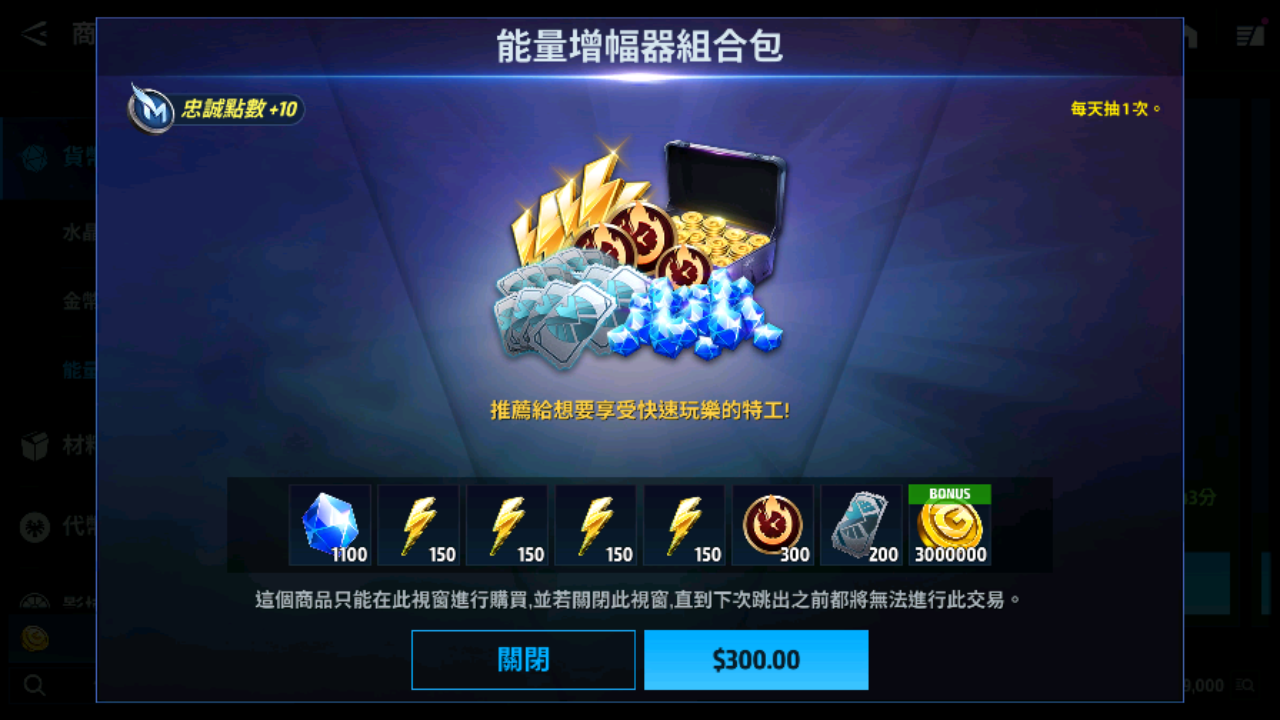 能量增幅器組合包
商
忠誠點數 +10
每天抽1次。
貨幣
水晶
金幣
能量
材料
代幣
推薦給想要享受快速玩樂的特工!
BONUS
3分
1100 150 150 150 150 300 200 3000000
這個商品只能在此視窗進行購買,並若關閉此視窗,直到下次跳出之前都將無法進行此交易。
關閉 $300.00
9,000